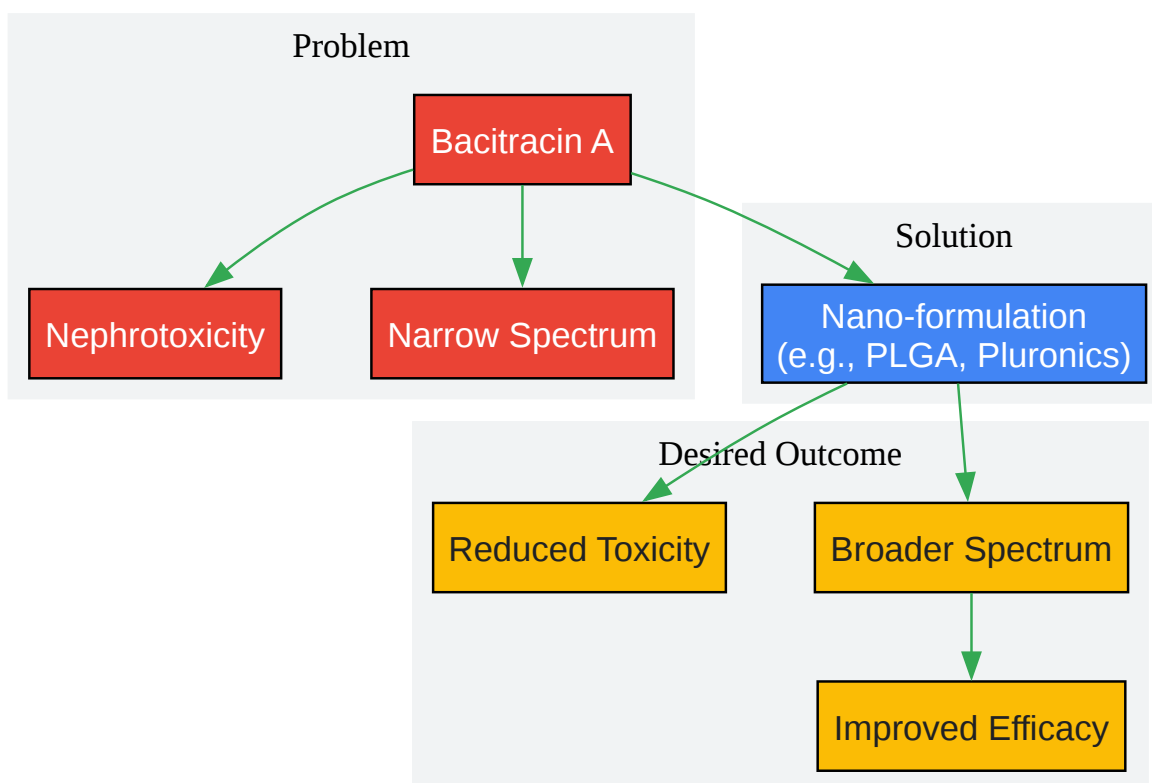 Problem
Bacitracin A
Nephrotoxicity
Narrow Spectrum
Solution
Nano-formulation
(e.g., PLGA, Pluronics)
Desired Outcome
Reduced Toxicity
Broader Spectrum
Improved Efficacy